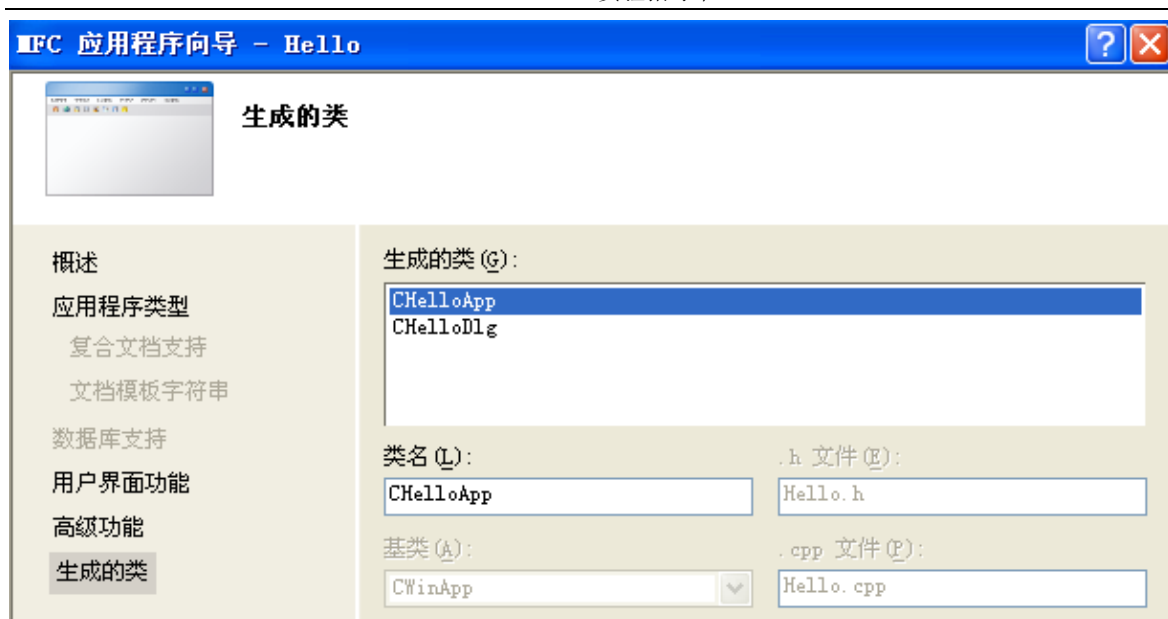 MFC 应用程序向导 - Hello
生成的类
概述
应用程序类型
复合文档支持
文档模板字符串
数据库支持
用户界面功能
高级功能
生成的类
生成的类(G):
CHelloApp
CHelloDlg
类名(L):
.h 文件(E):
CHelloApp
Hello.h
基类(A):
.cpp 文件(P):
CWinApp
Hello.cpp